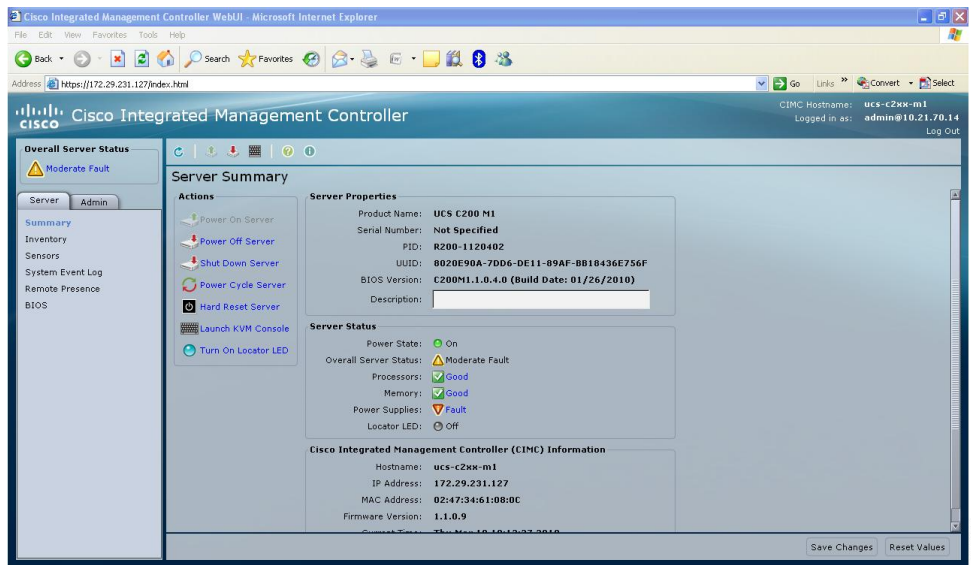 Cisco Integrated Management Controller WebUI - Microsoft Internet Explorer
File Edit View Favorites Tools Help
Back Search Favorites
Address https://172.29.231.127/index.html Go Links » Convert Select
cisco Cisco Integrated Management Controller
CIMC Hostname: ucs-c2xx-m1
Logged in as: admin@10.21.70.14
Log Out
Overall Server Status
Moderate Fault
Server Admin
Summary
Inventory
Sensors
System Event Log
Remote Presence
BIOS
Server Summary
Actions
Power On Server
Power Off Server
Shut Down Server
Power Cycle Server
Hard Reset Server
Launch KVM Console
Turn On Locator LED
Server Properties
Product Name: UCS C200 M1
Serial Number: Not Specified
PID: R200-1120402
UUID: 8020E90A-7DD6-DE11-89AF-BB18436E756F
BIOS Version: C200M1.1.0.4.0 (Build Date: 01/26/2010)
Description:
Server Status
Power State: On
Overall Server Status: Moderate Fault
Processors: Good
Memory: Good
Power Supplies: Fault
Locator LED: Off
Cisco Integrated Management Controller (CIMC) Information
Hostname: ucs-c2xx-m1
IP Address: 172.29.231.127
MAC Address: 02:47:34:61:08:0C
Firmware Version: 1.1.0.9
Current Time:
Save Changes Reset Values